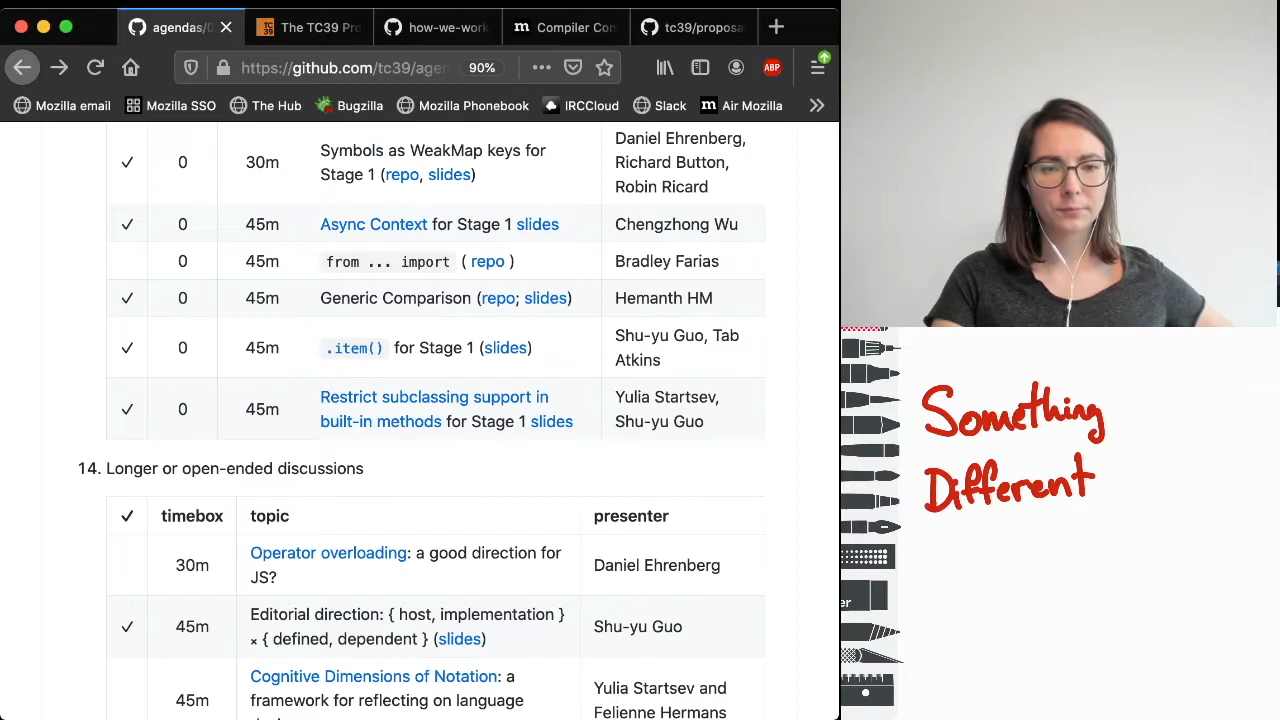 agendas/0
The TC39 Pro
how-we-work
Compiler Com
tc39/proposa
https://github.com/tc39/agen
90%
ABP
Mozilla email
Mozilla SSO
The Hub
Bugzilla
Mozilla Phonebook
IRCCloud
Slack
m Air Mozilla
✓ 0 30m Symbols as WeakMap keys for Stage 1 (repo, slides) Daniel Ehrenberg, Richard Button, Robin Ricard
✓ 0 45m Async Context for Stage 1 slides Chengzhong Wu
0 45m from ... import ( repo ) Bradley Farias
✓ 0 45m Generic Comparison (repo; slides) Hemanth HM
✓ 0 45m .item() for Stage 1 (slides) Shu-yu Guo, Tab Atkins
✓ 0 45m Restrict subclassing support in built-in methods for Stage 1 slides Yulia Startsev, Shu-yu Guo
14. Longer or open-ended discussions
✓ timebox topic presenter
30m Operator overloading: a good direction for JS? Daniel Ehrenberg
✓ 45m Editorial direction: { host, implementation } × { defined, dependent } (slides) Shu-yu Guo
45m Cognitive Dimensions of Notation: a framework for reflecting on language Yulia Startsev and Felienne Hermans
Something
Different
er